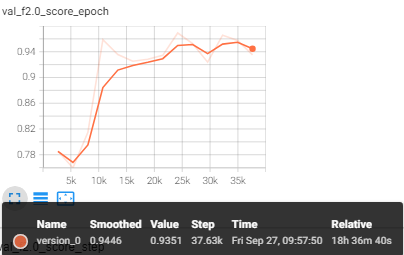 val_f2.0_score_epoch
0.94
0.9
0.86
0.82
0.78
5k 10k 15k 20k 25k 30k 35k
Name Smoothed Value Step Time Relative
version_0 0.9446 0.9351 37.63k Fri Sep 27, 09:57:50 18h 36m 40s
val_f2.0_score_step